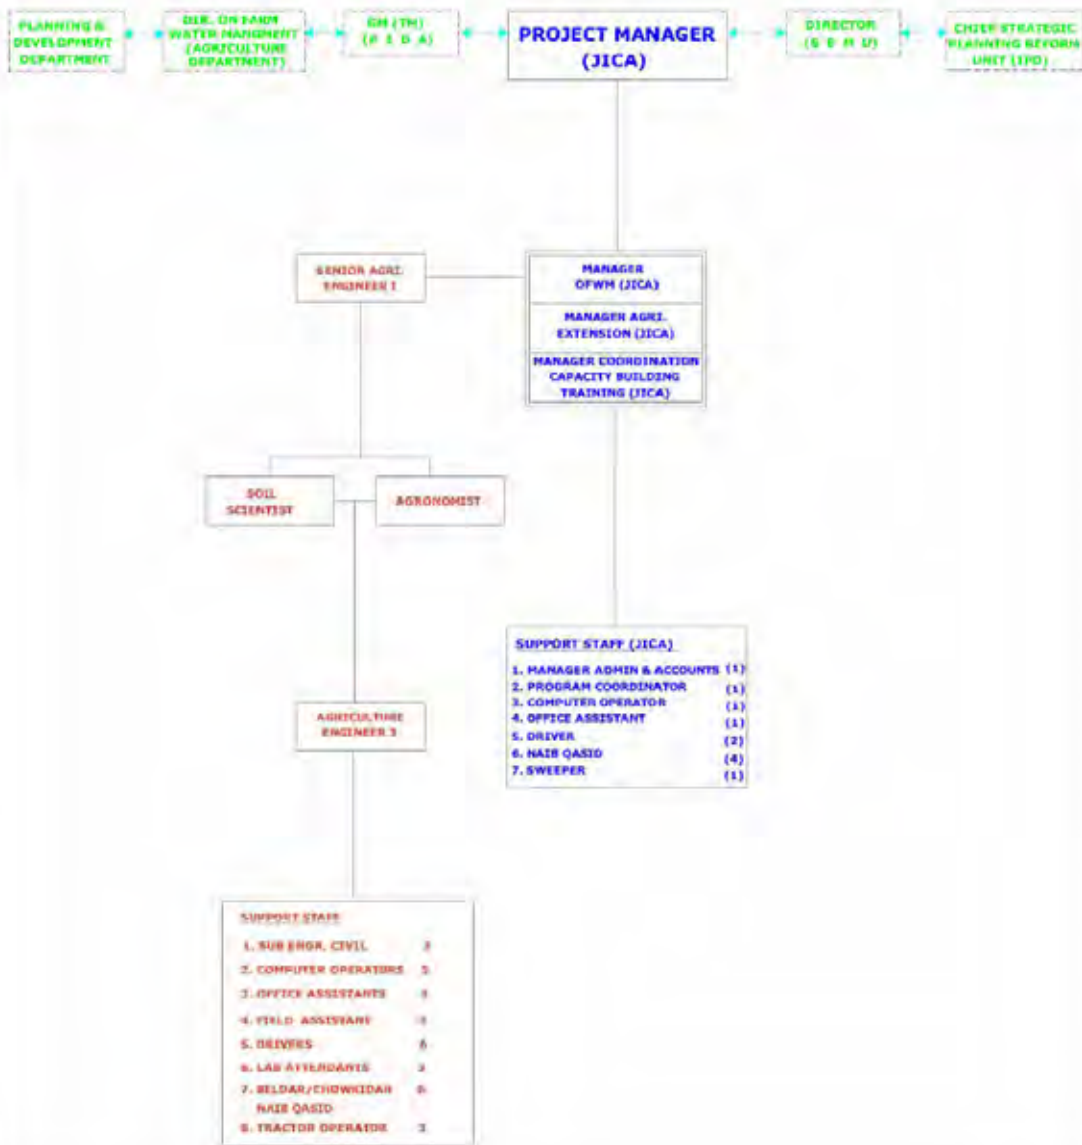 PLANNING &
DEVELOPMENT
DEPARTMENT
DIR. ON FARM
WATER MANGMENT
(AGRICULTURE
DEPARTMENT)
GM (TM)
(P I D A)
PROJECT MANAGER
(JICA)
DIRECTOR
CHIEF STRATEGIC
PLANNING REFORM
UNIT (IPD)
SENIOR AGRI.
ENGINEER I
MANAGER
OFWM (JICA)
MANAGER AGRI.
EXTENSION (JICA)
MANAGER COORDINATION
CAPACITY BUILDING
TRAINING (JICA)
SOIL
SCIENTIST
AGRONOMIST
SUPPORT STAFF (JICA)
1. MANAGER ADMIN & ACCOUNTS (1)
2. PROGRAM COORDINATOR (1)
3. COMPUTER OPERATOR (1)
4. OFFICE ASSISTANT (1)
5. DRIVER (2)
6. NAIB QASID (4)
7. SWEEPER (1)
AGRICULTURE
ENGINEER 3
SUPPORT STAFF
1. SUB ENGR. CIVIL
2. COMPUTER OPERATORS
3. OFFICE ASSISTANTS
4. FIELD ASSISTANT
5. DRIVERS 6
6. LAB ATTENDANTS
7. BELDAR/CHOWKIDAR
NAIB QASID
8. TRACTOR OPERATOR